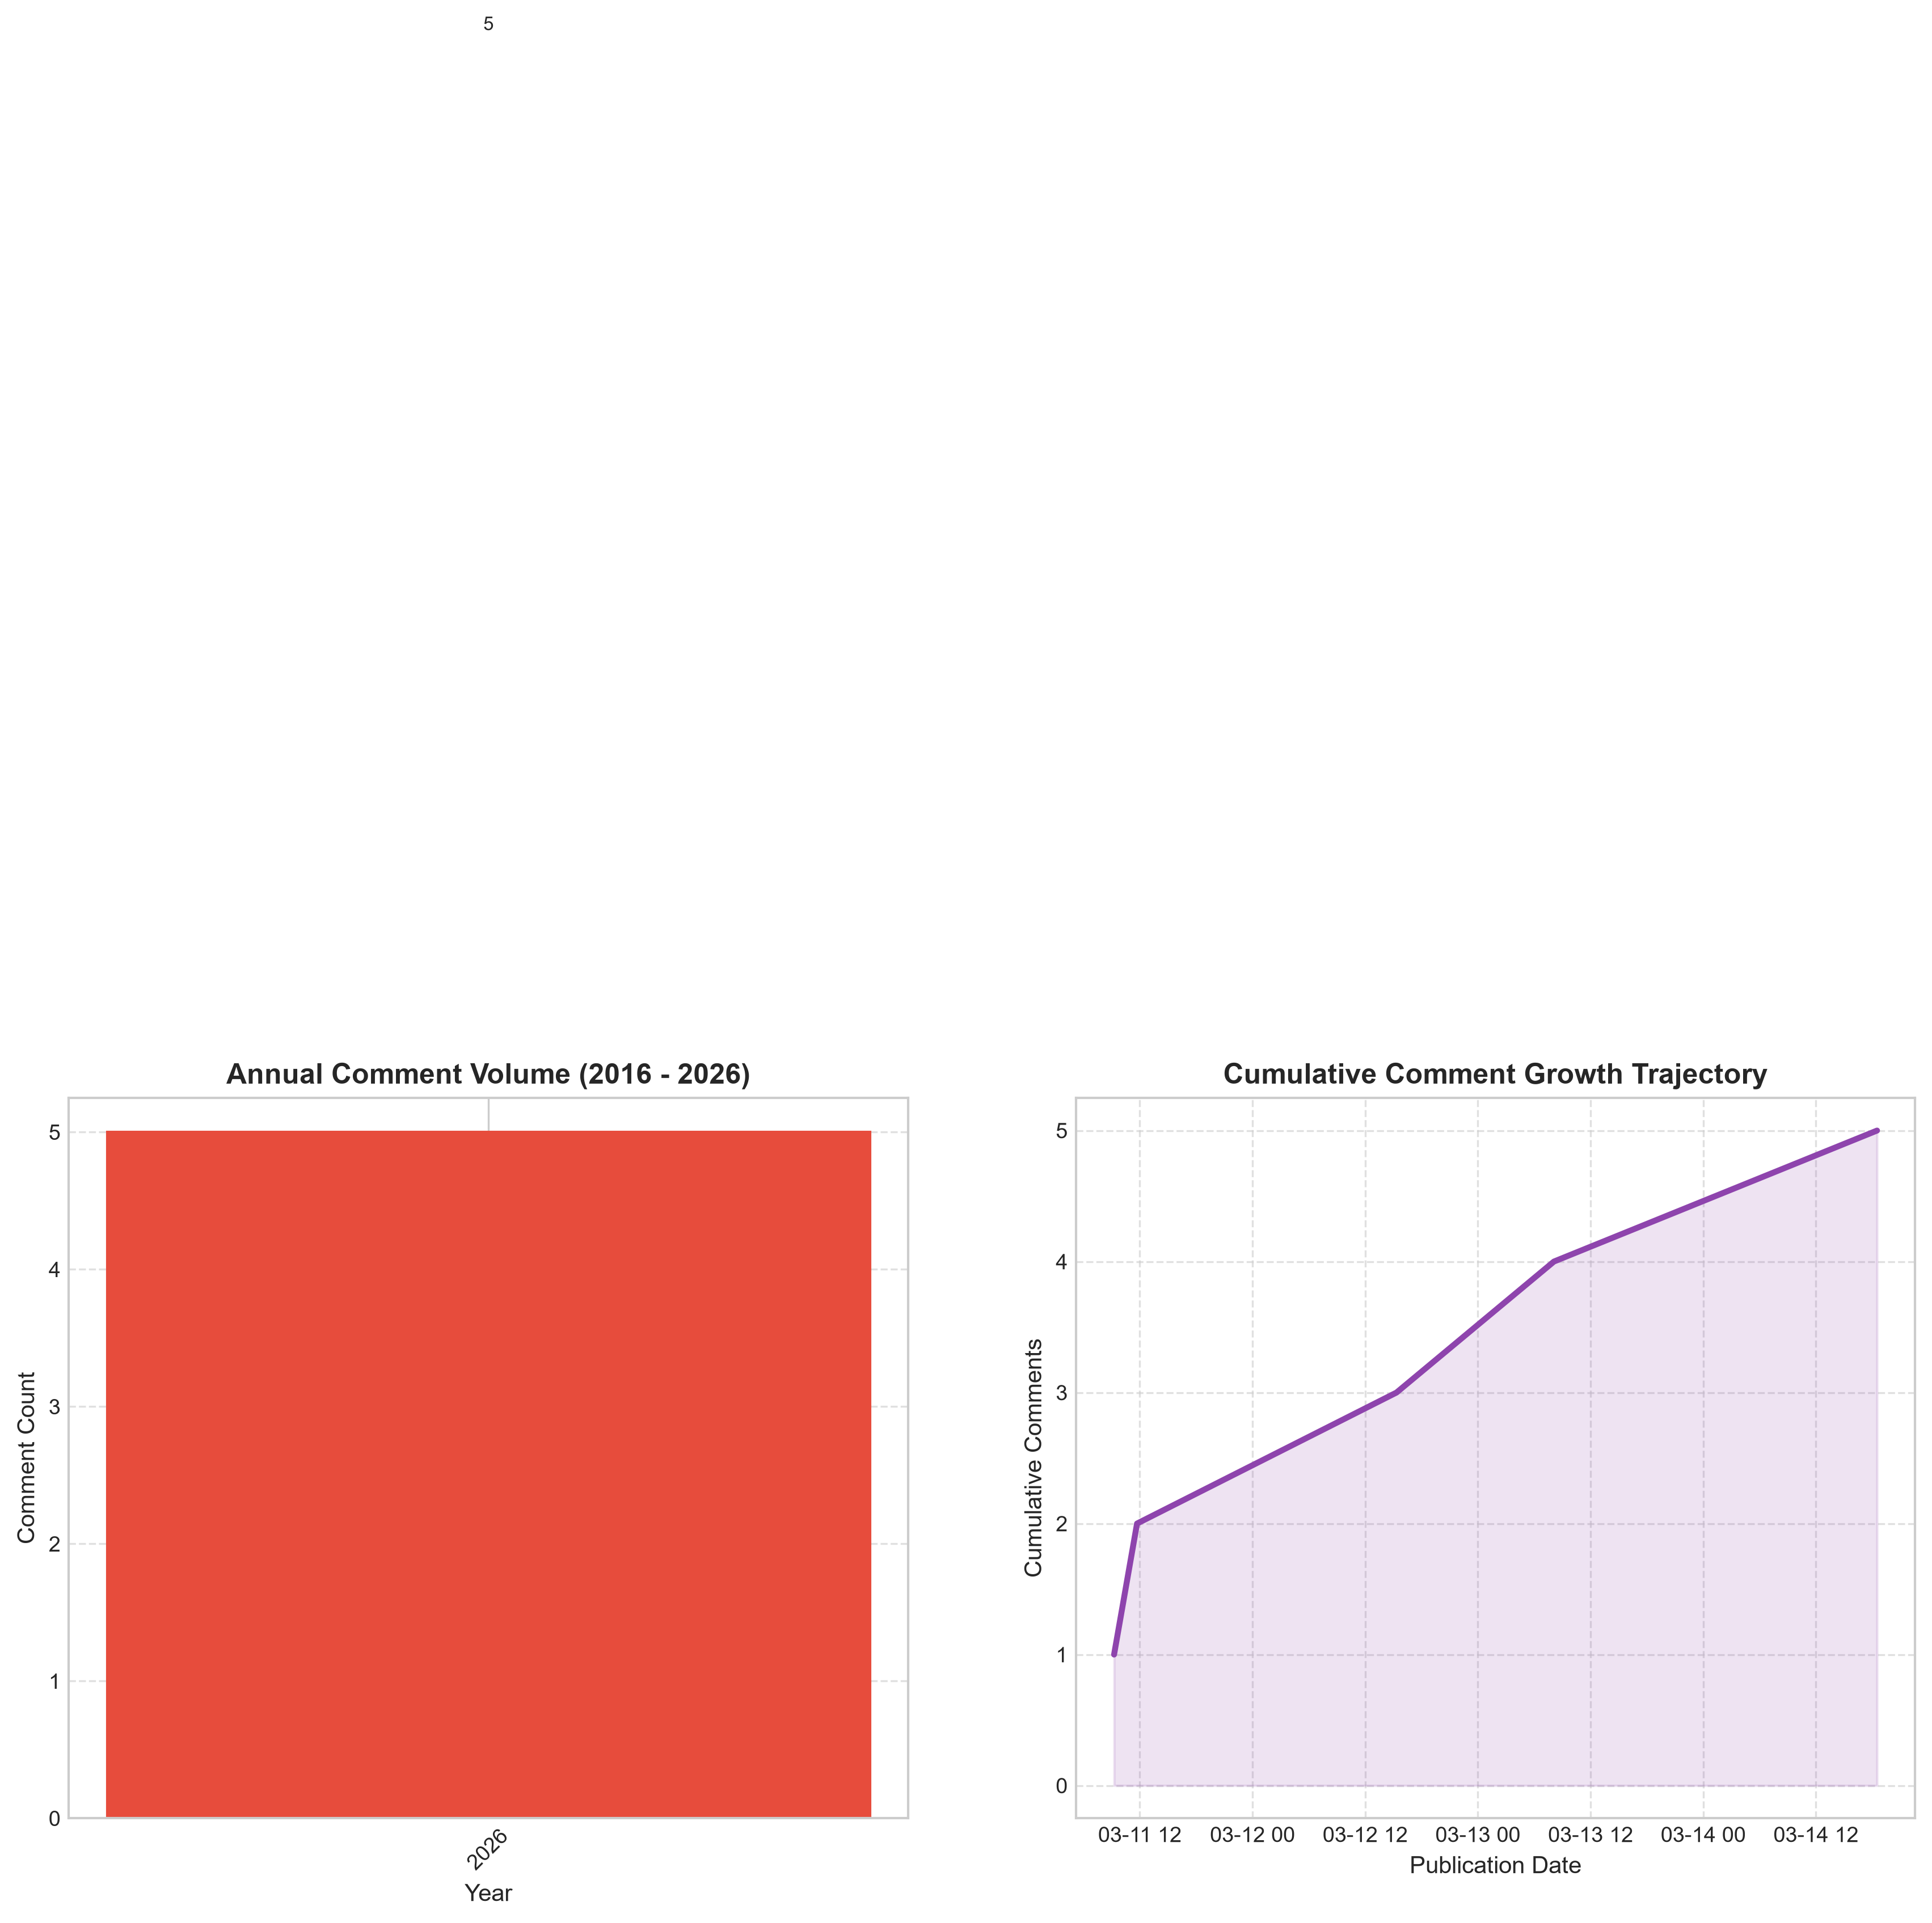 5
Annual Comment Volume (2016 - 2026)
5
4
3
2
1
0
Comment Count
2026
Year
Cumulative Comment Growth Trajectory
5
4
3
2
1
0
Cumulative Comments
03-11 12 03-12 00 03-12 12 03-13 00 03-13 12 03-14 00 03-14 12
Publication Date